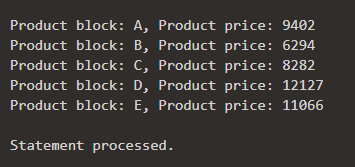 Product block: A, Product price: 9402
Product block: B, Product price: 6294
Product block: C, Product price: 8282
Product block: D, Product price: 12127
Product block: E, Product price: 11066
Statement processed.